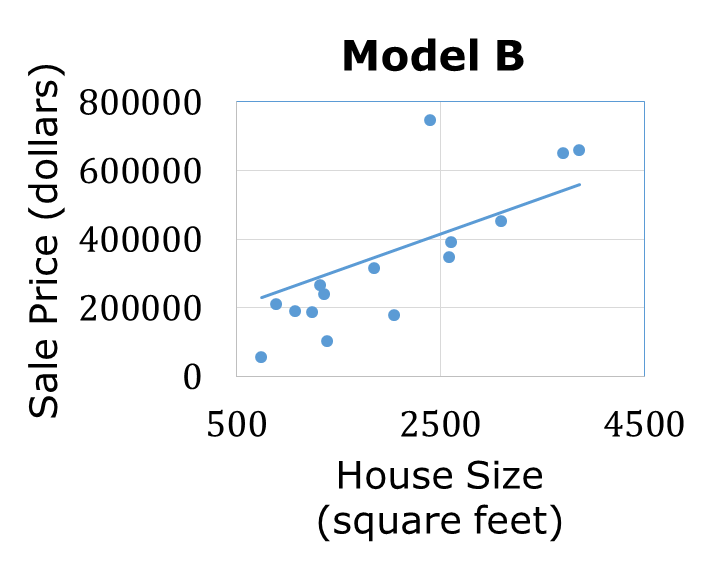 Model B
Sale Price (dollars)
800000
600000
400000
200000
0
500 2500 4500
House Size
(square feet)